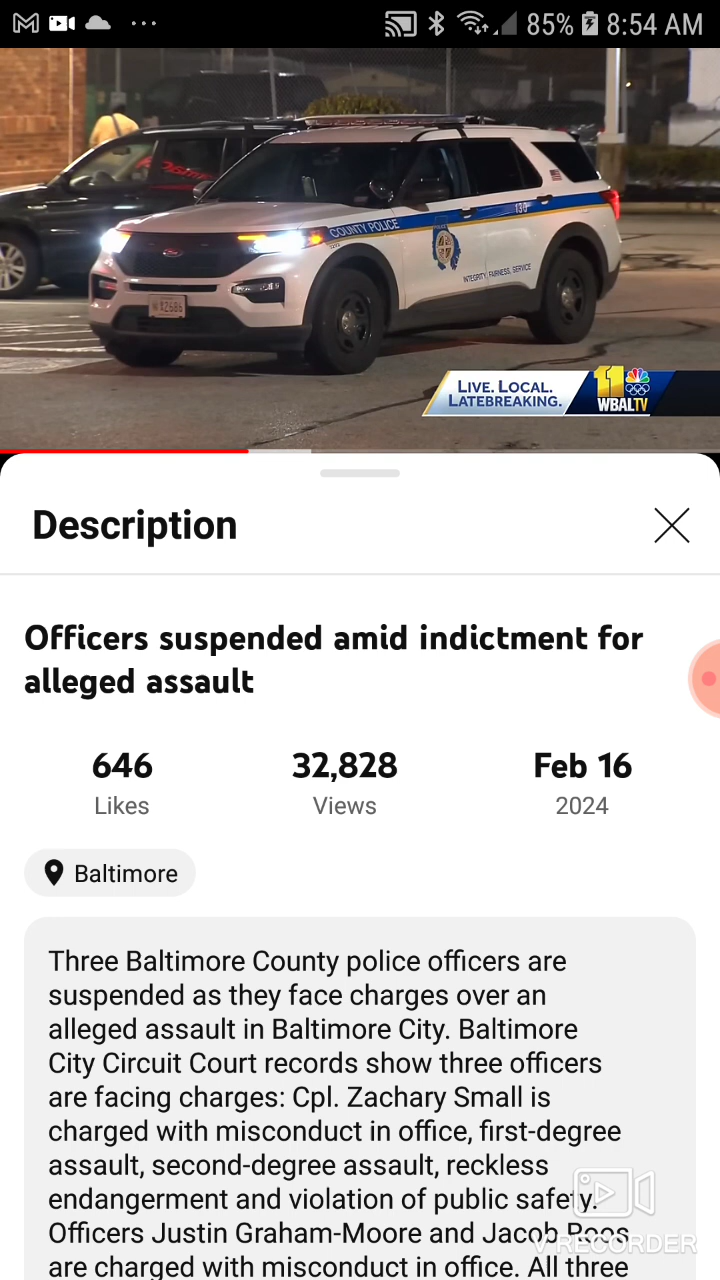 85% 8:54 AM
COUNTY POLICE
130
INTEGRITY, FAIRNESS, SERVICE
LIVE. LOCAL.
LATEBREAKING.
11
WBALTV
Description
Officers suspended amid indictment for
alleged assault
646
Likes
32,828
Views
Feb 16
2024
Baltimore
Three Baltimore County police officers are
suspended as they face charges over an
alleged assault in Baltimore City. Baltimore
City Circuit Court records show three officers
are facing charges: Cpl. Zachary Small is
charged with misconduct in office, first-degree
assault, second-degree assault, reckless
endangerment and violation of public safety.
Officers Justin Graham-Moore and Jacob Roos
are charged with misconduct in office. All three
V RECORDER